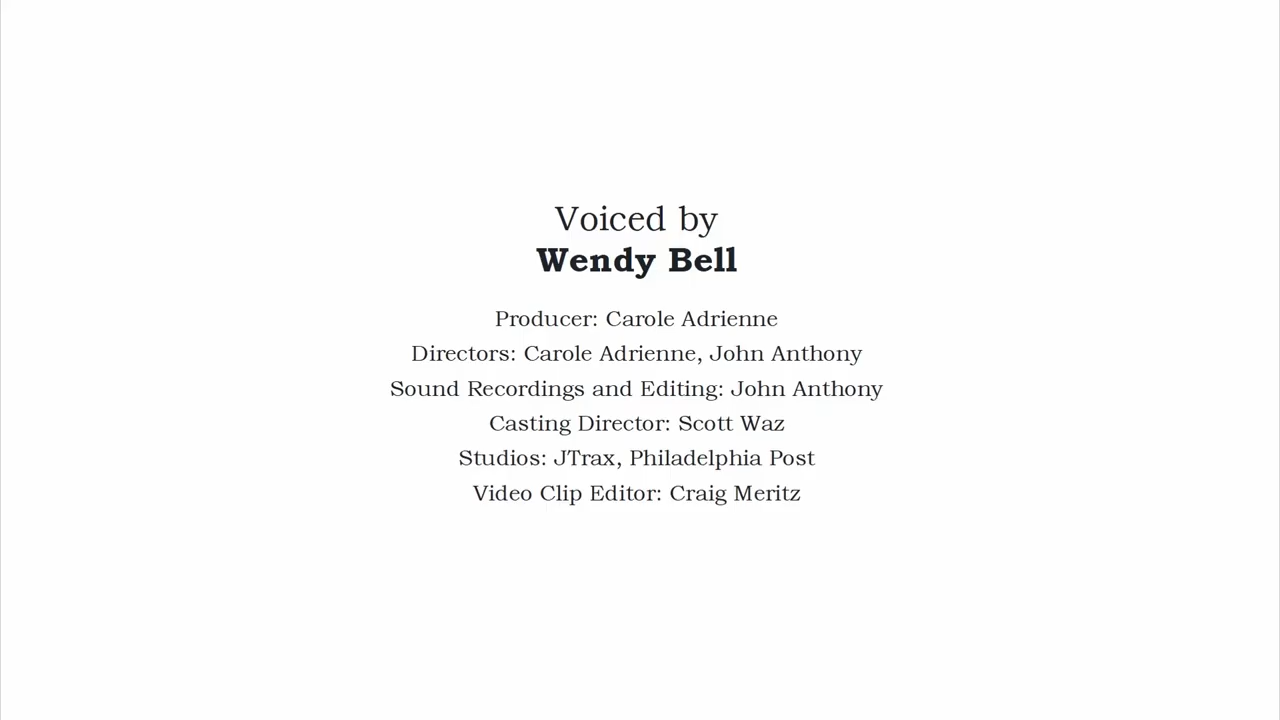 Voiced by
Wendy Bell
Producer: Carole Adrienne
Directors: Carole Adrienne, John Anthony
Sound Recordings and Editing: John Anthony
Casting Director: Scott Waz
Studios: JTrax, Philadelphia Post
Video Clip Editor: Craig Meritz